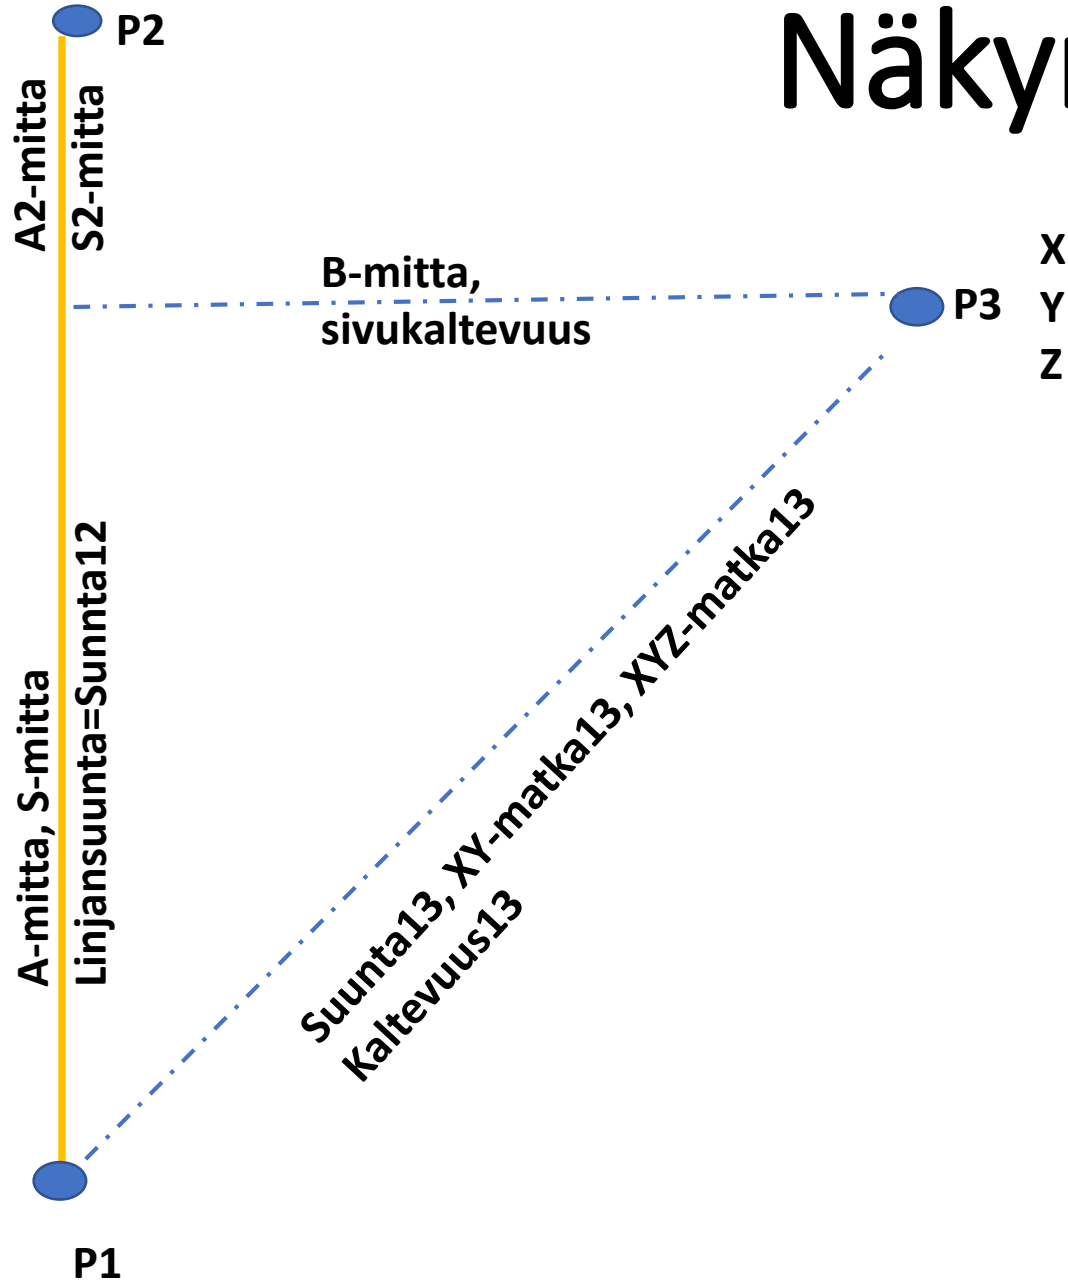 P2
Näkyn
A2-mitta
S2-mitta
X
B-mitta,
P3
Y
sivukaltevuus
Z
A-mitta, S-mitta
Linjansuunta=Sunnta12
Suunta13, XY-matka13, XYZ-matka13
Kaltevuus13
P1